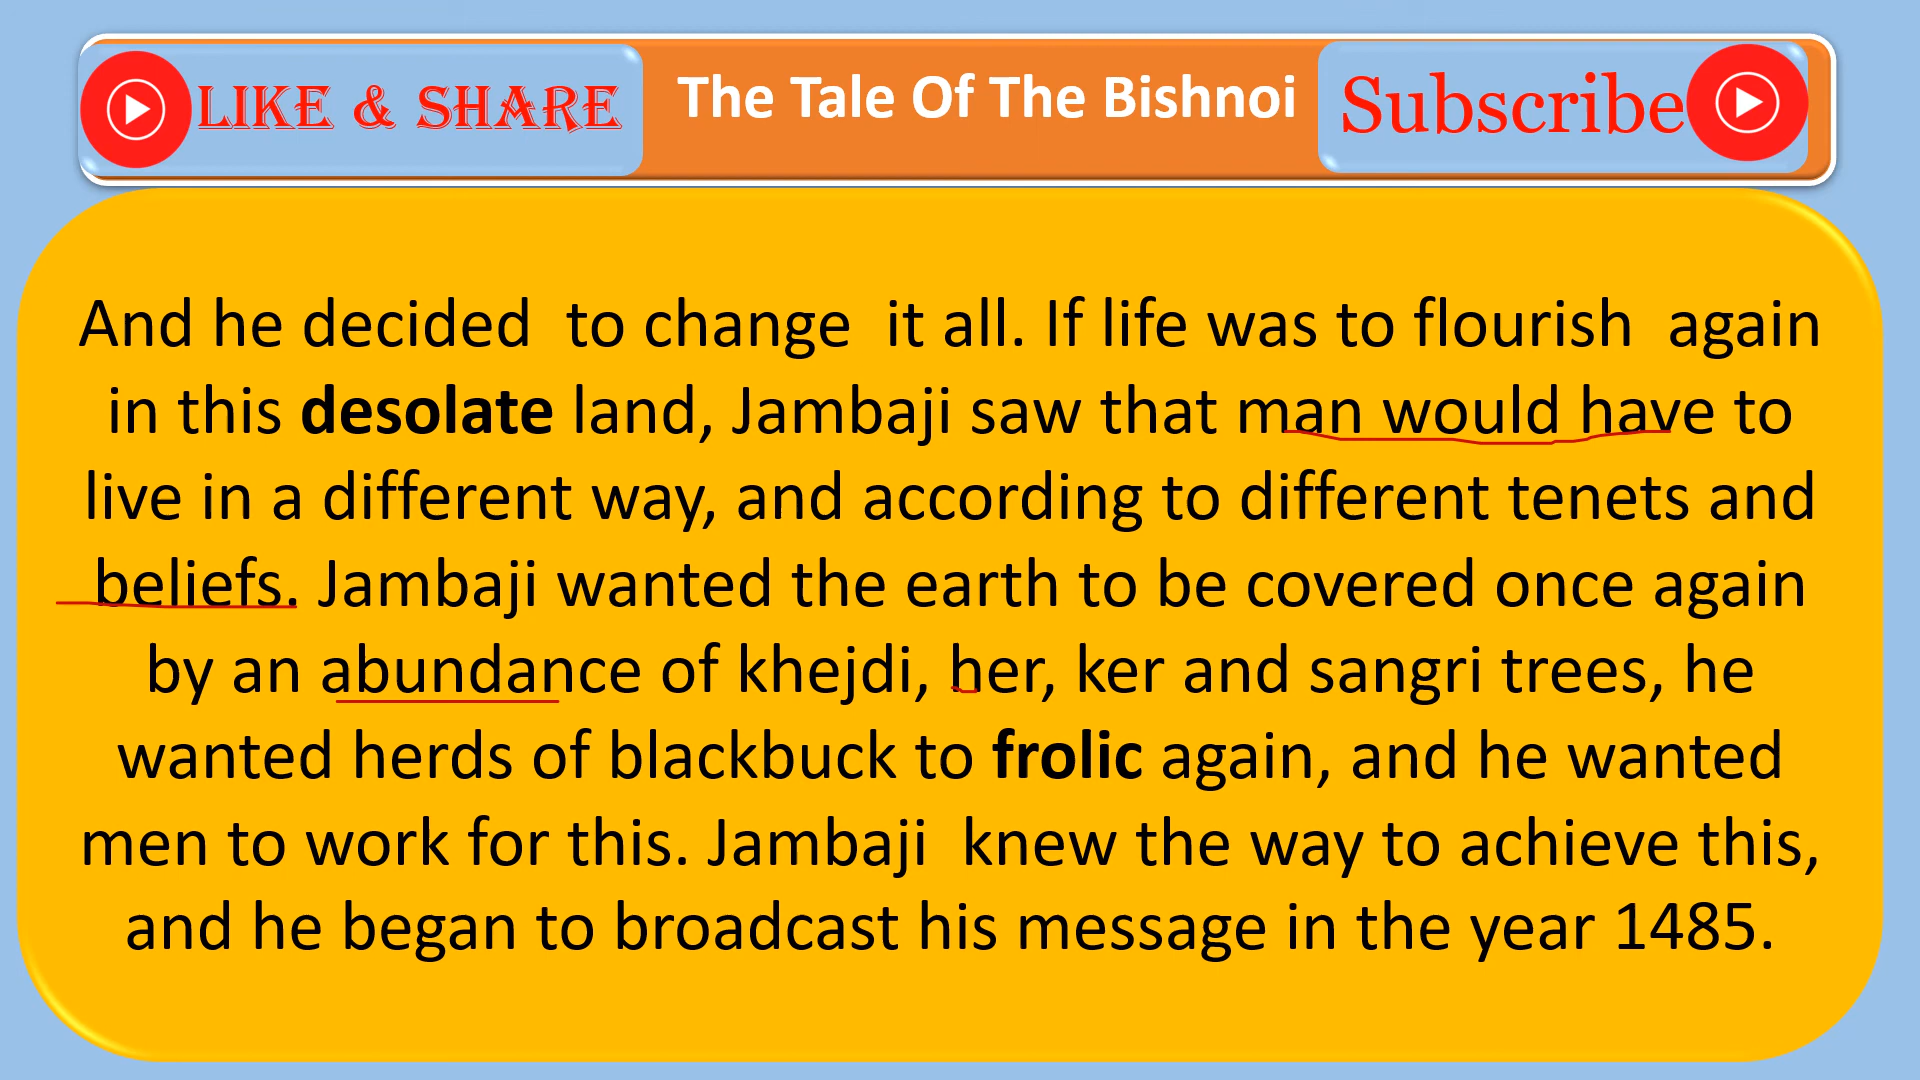 LIKE & SHARE
The Tale Of The Bishnoi
Subscribe
And he decided  to change  it all. If life was to flourish  again
in this desolate land, Jambaji saw that man would have to
live in a different way, and according to different tenets and
beliefs. Jambaji wanted the earth to be covered once again
by an abundance of khejdi, her, ker and sangri trees, he
wanted herds of blackbuck to frolic again, and he wanted
men to work for this. Jambaji  knew the way to achieve this,
and he began to broadcast his message in the year 1485.